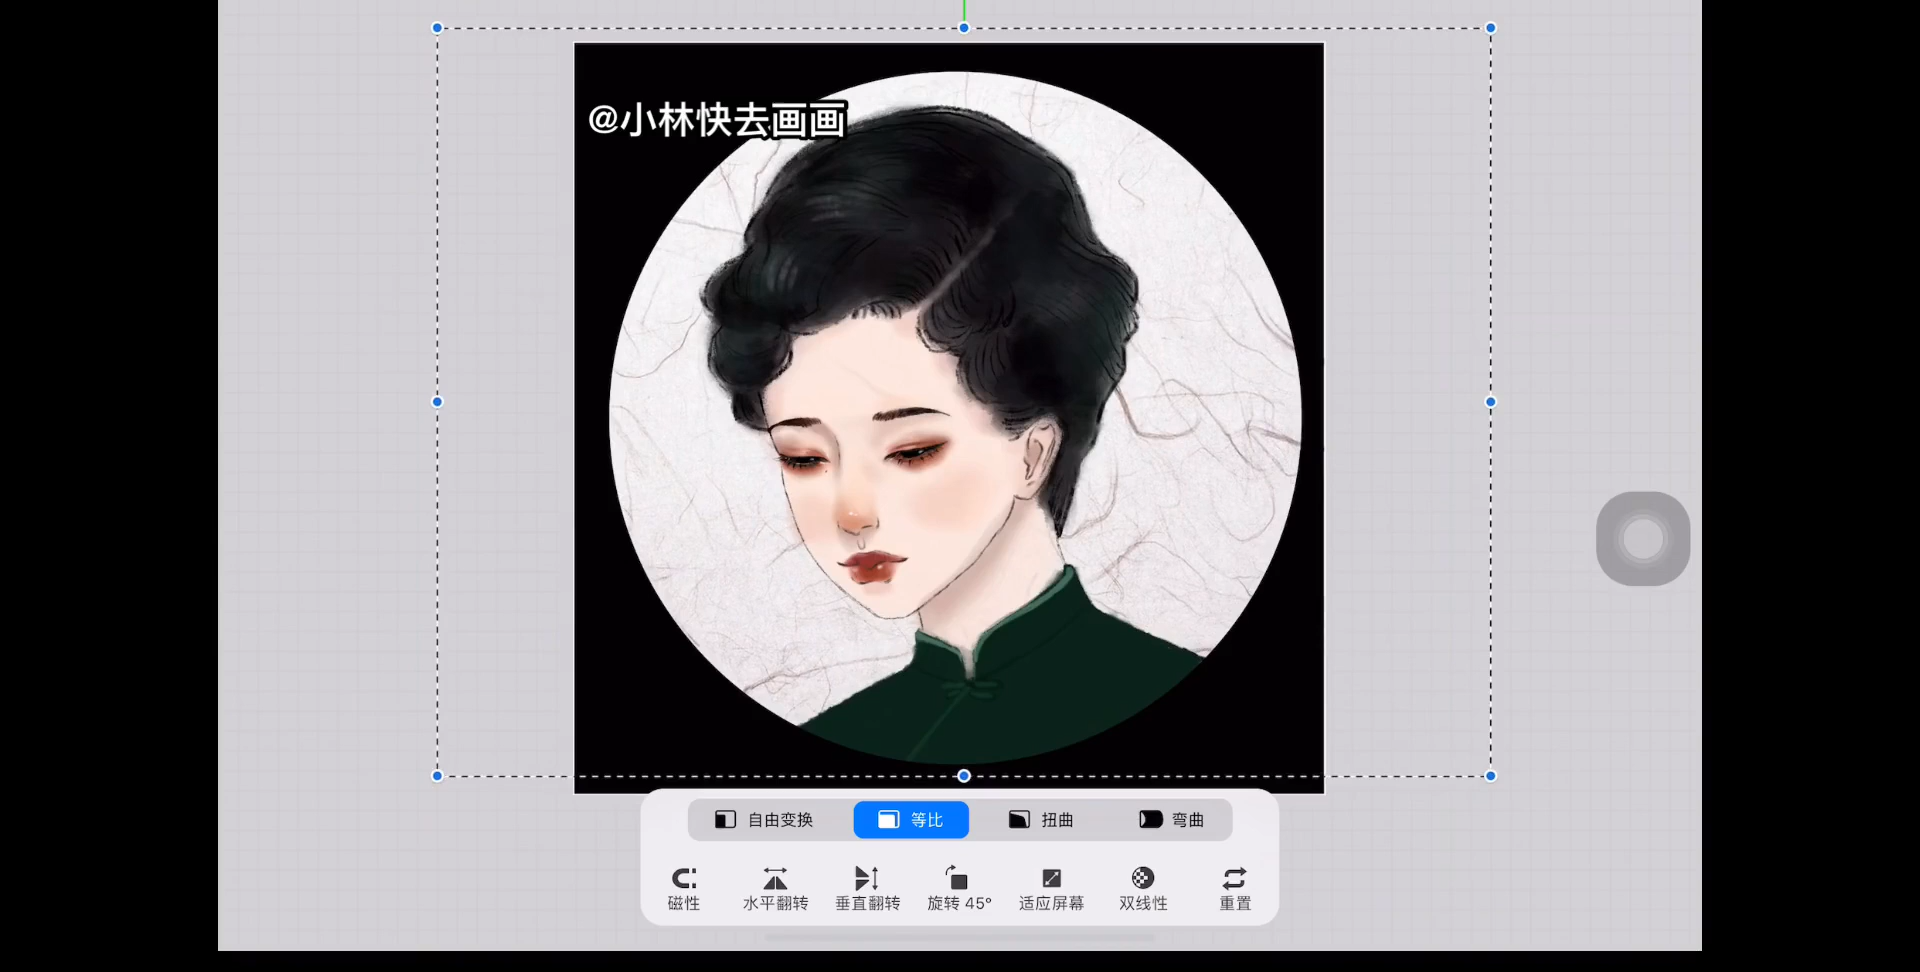 @小林快去画画
自由变换 等比 扭曲 弯曲
磁性 水平翻转 垂直翻转 旋转 45° 适应屏幕 双线性 重置